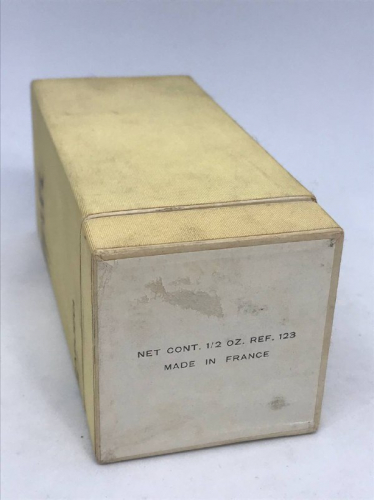 NET CONT. 1/2 OZ. REF. 123
MADE IN FRANCE